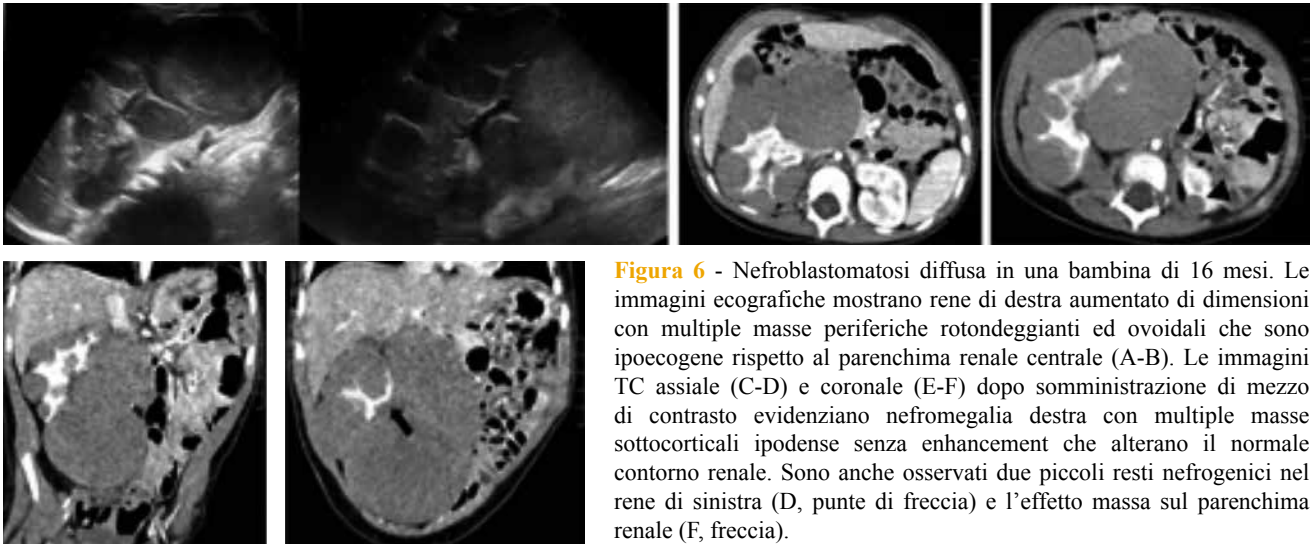 Figura 6 - Nefroblastomatosi diffusa in una bambina di 16 mesi. Le
immagini ecografiche mostrano rene di destra aumentato di dimensioni
con multiple masse periferiche rotondeggianti ed ovoidali che sono
ipoecogene rispetto al parenchima renale centrale (A-B). Le immagini
TC assiale (C-D) e coronale (E-F) dopo somministrazione di mezzo
di contrasto evidenziano nefromegalia destra con multiple masse
sottocorticali ipodense senza enhancement che alterano il normale
contorno renale. Sono anche osservati due piccoli resti nefrogenici nel
rene di sinistra (D, punte di freccia) e l’effetto massa sul parenchima
renale (F, freccia).